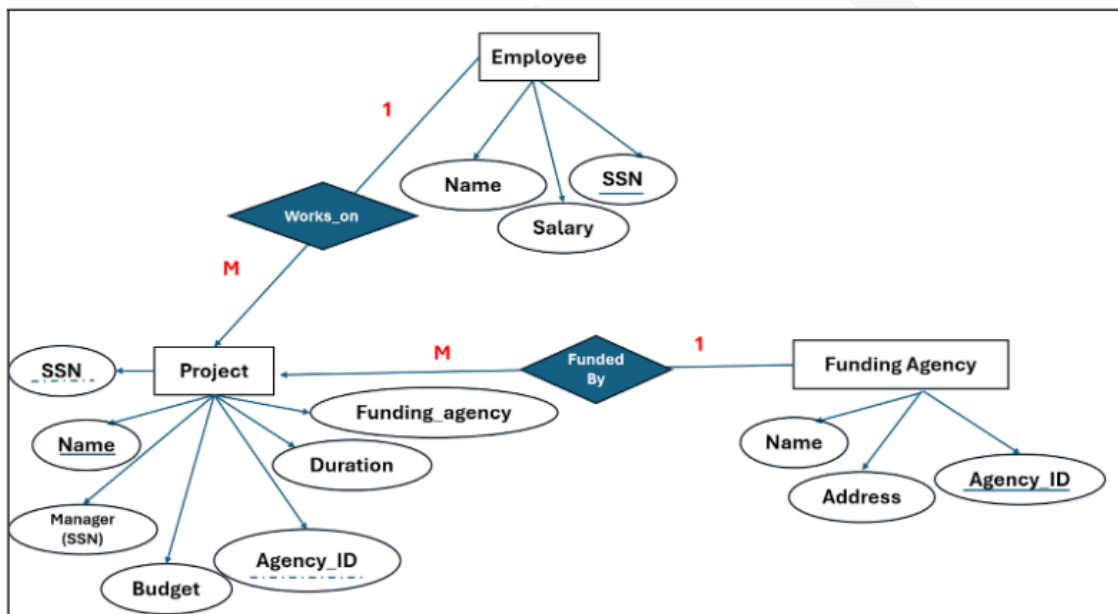 Employee
1
Name
SSN
Salary
Works_on
M
SSN
Project
M
Funded
By
1
Funding Agency
Name
Funding_agency
Duration
Manager
(SSN)
Budget
Agency_ID
Name
Address
Agency_ID